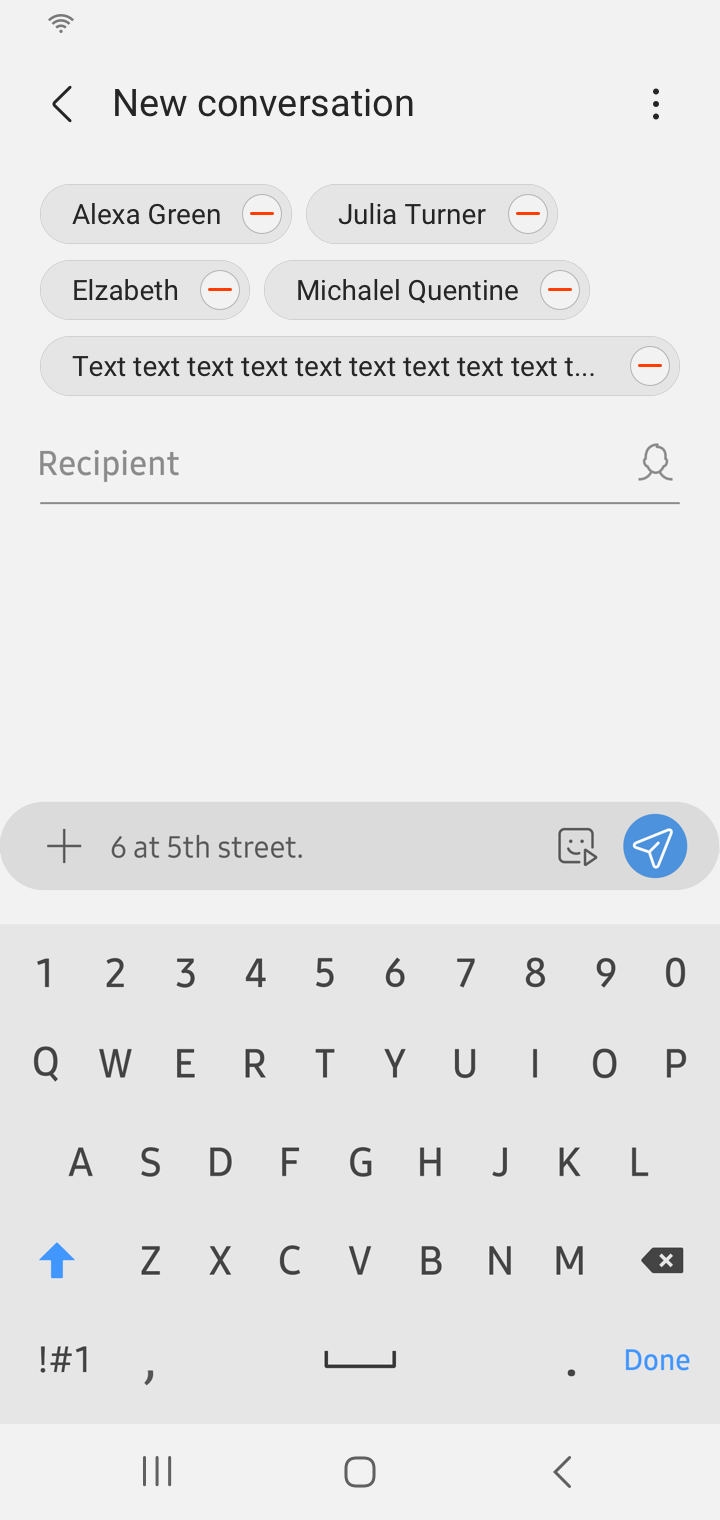 New conversation
Alexa Green Julia Turner
Elzabeth Michalel Quentine
Text text text text text text text text text t...
Recipient
6 at 5th street.
1 2 3 4 5 6 7 8 9 0
Q W E R T Y U I O P
A S D F G H J K L
Z X C V B N M
!#1 , . Done